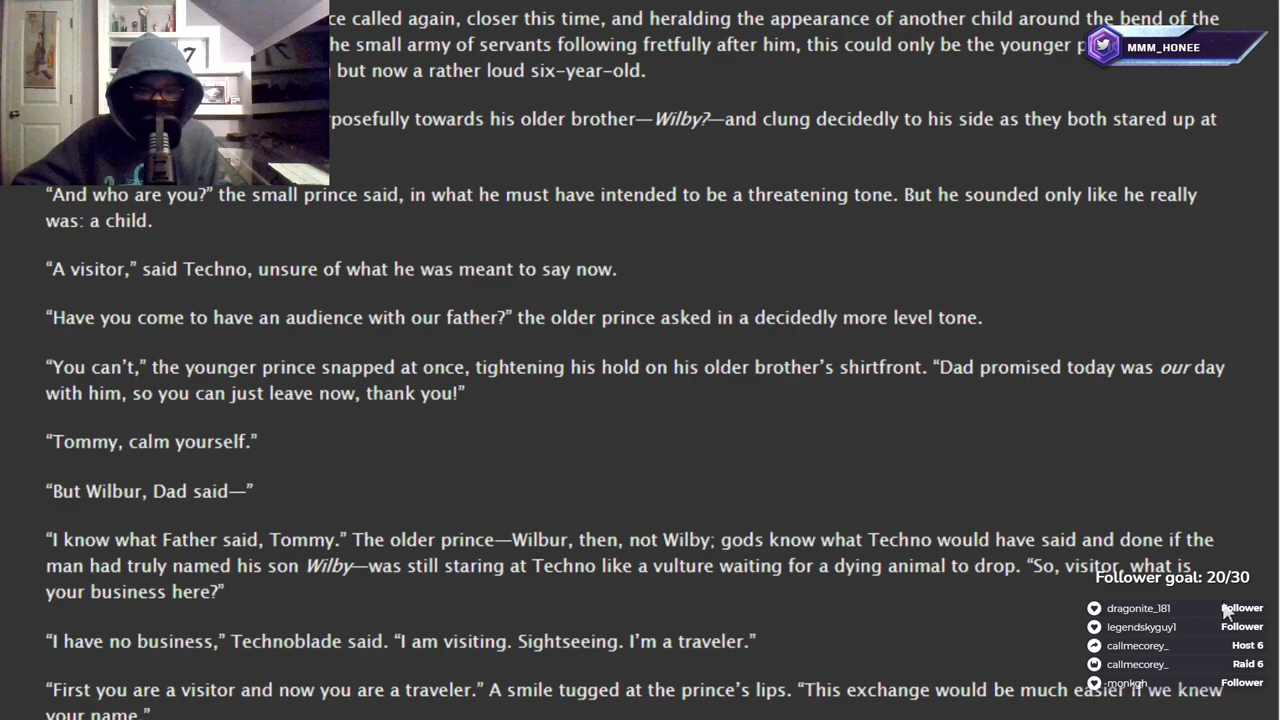 ce called again, closer this time, and heralding the appearance of another child around the bend of the
he small army of servants following fretfully after him, this could only be the younger p
MMM_HONEE
but now a rather loud six-year-old.
posefully towards his older brother—Wilby?—and clung decidedly to his side as they both stared up at
“And who are you?” the small prince said, in what he must have intended to be a threatening tone. But he sounded only like he really
was: a child.
“A visitor,” said Techno, unsure of what he was meant to say now.
“Have you come to have an audience with our father?” the older prince asked in a decidedly more level tone.
“You can’t,” the younger prince snapped at once, tightening his hold on his older brother’s shirtfront. “Dad promised today was our day
with him, so you can just leave now, thank you!”
“Tommy, calm yourself.”
“But Wilbur, Dad said—”
“I know what Father said, Tommy.” The older prince—Wilbur, then, not Wilby; gods know what Techno would have said and done if the
man had truly named his son Wilby—was still staring at Techno like a vulture waiting for a dying animal to drop. “So, visitor, what is
Follower goal: 20/30
your business here?”
dragonite_181 Follower
legendskyguy1 Follower
“I have no business,” Technoblade said. “I am visiting. Sightseeing. I’m a traveler.”
callmecorey_ Host 6
callmecorey_ Raid 6
monkgh Follower
“First you are a visitor and now you are a traveler.” A smile tugged at the prince’s lips. “This exchange would be much easier if we knew
your name.”